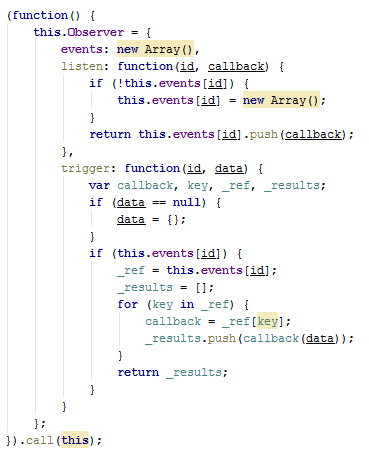 (function() {
    this.Observer = {
        events: new Array(),
        listen: function(id, callback) {
            if (!this.events[id]) {
                this.events[id] = new Array();
            }
            return this.events[id].push(callback);
        },
        trigger: function(id, data) {
            var callback, key, _ref, _results;
            if (data == null) {
                data = {};
            }
            if (this.events[id]) {
                _ref = this.events[id];
                _results = [];
                for (key in _ref) {
                    callback = _ref[key];
                    _results.push(callback(data));
                }
                return _results;
            }
        }
    };
}).call(this);